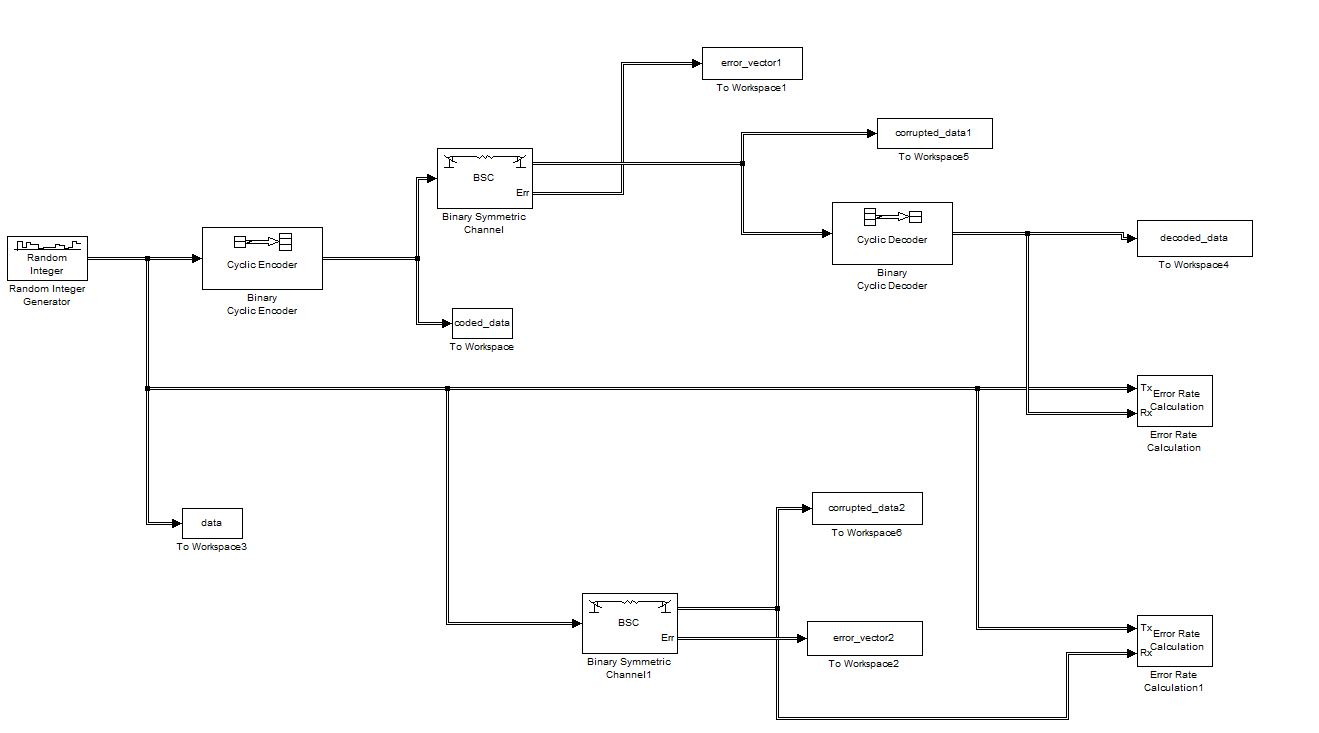 error_vector1
To Workspace1
corrupted_data1
To Workspace5
BSC
Err
Binary Symmetric
Channel
Cyclic Decoder
Binary
Cyclic Decoder
decoded_data
To Workspace4
Random
Integer
Random Integer
Generator
Cyclic Encoder
Binary
Cyclic Encoder
coded_data
To Workspace
Tx
Error Rate
Calculation
Rx
Error Rate
Calculation
data
To Workspace3
corrupted_data2
To Workspace6
BSC
Err
Binary Symmetric
Channel1
error_vector2
To Workspace2
Tx
Error Rate
Calculation
Rx
Error Rate
Calculation1